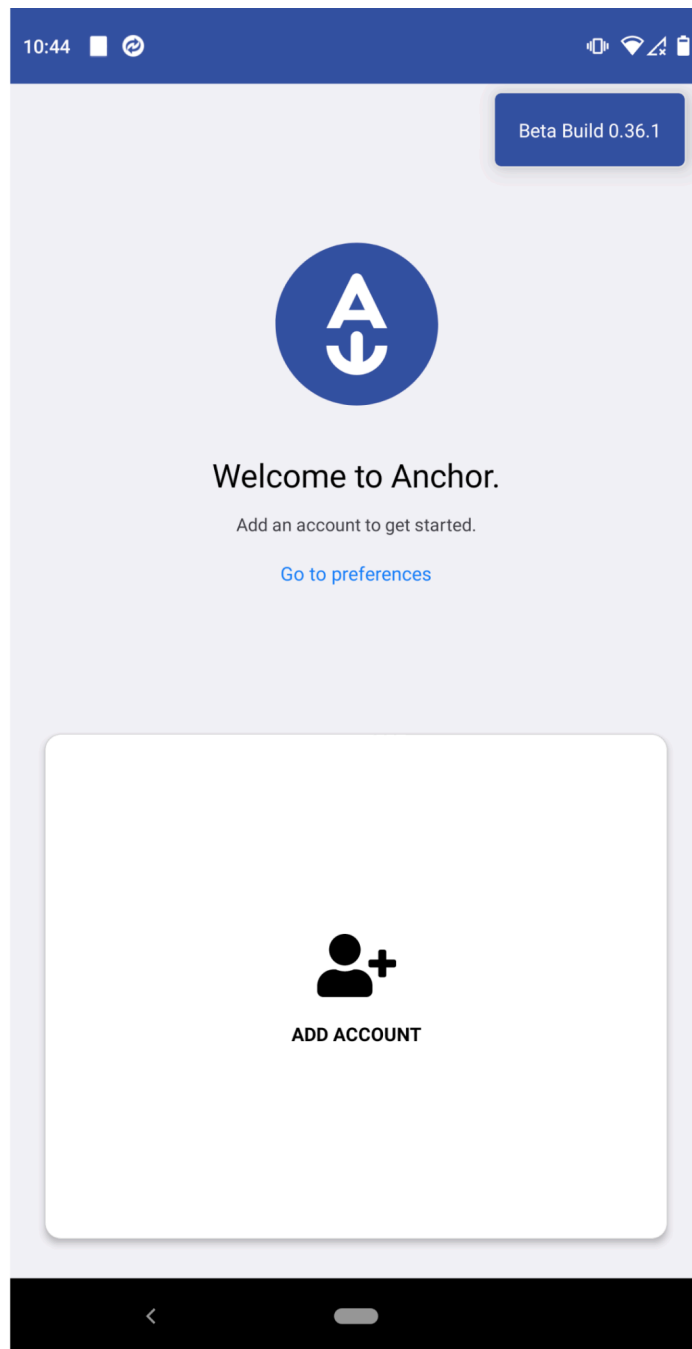 10:44
Beta Build 0.36.1
Welcome to Anchor.
Add an account to get started.
Go to preferences
ADD ACCOUNT